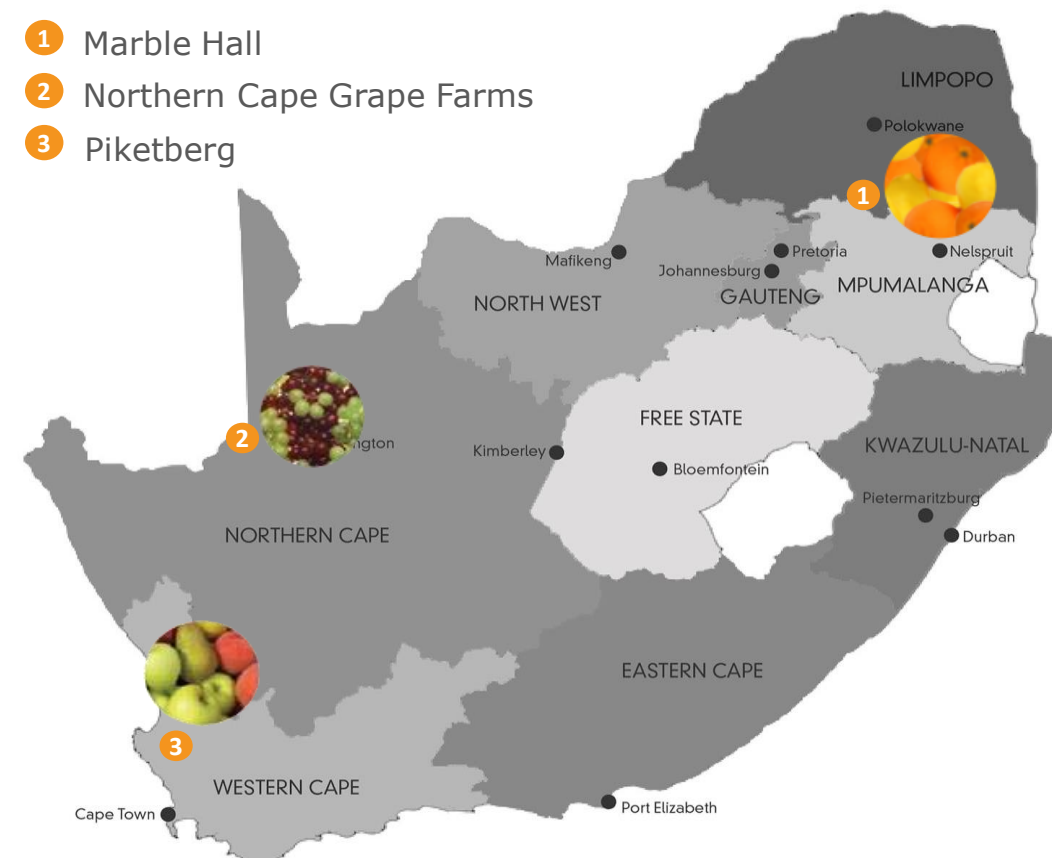 1 Marble Hall
2 Northern Cape Grape Farms
3 Piketberg
LIMPOPO
Polokwane
1
Mafikeng
Pretoria
Nelspruit
Johannesburg
MPUMALANGA
GAUTENG
NORTH WEST
FREE STATE
2
Kimberley
KWAZULU-NATAL
Bloemfontein
Pietermaritzburg
NORTHERN CAPE
Durban
EASTERN CAPE
3
WESTERN CAPE
Port Elizabeth
Cape Town